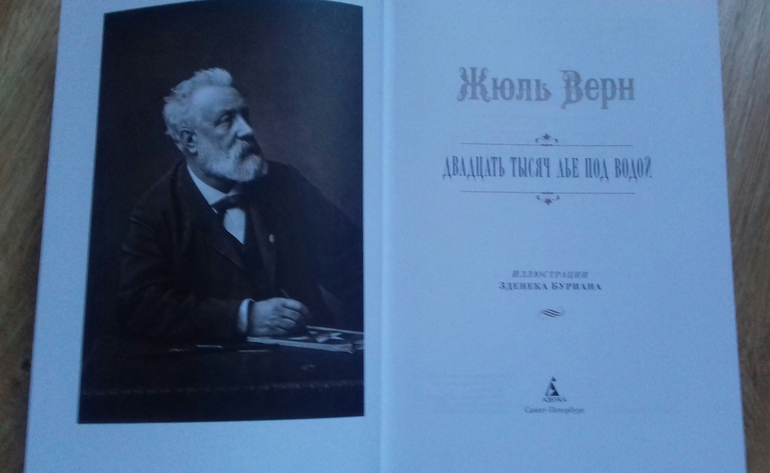 Жюль Верн
ДВАДЦАТЬ ТЫСЯЧ ЛЬЕ ПОД ВОДОЙ
ИЛЛЮСТРАЦИИ
ЗДЕНЕКА БУРИАНА
АЗБУКА
Санкт-Петербург